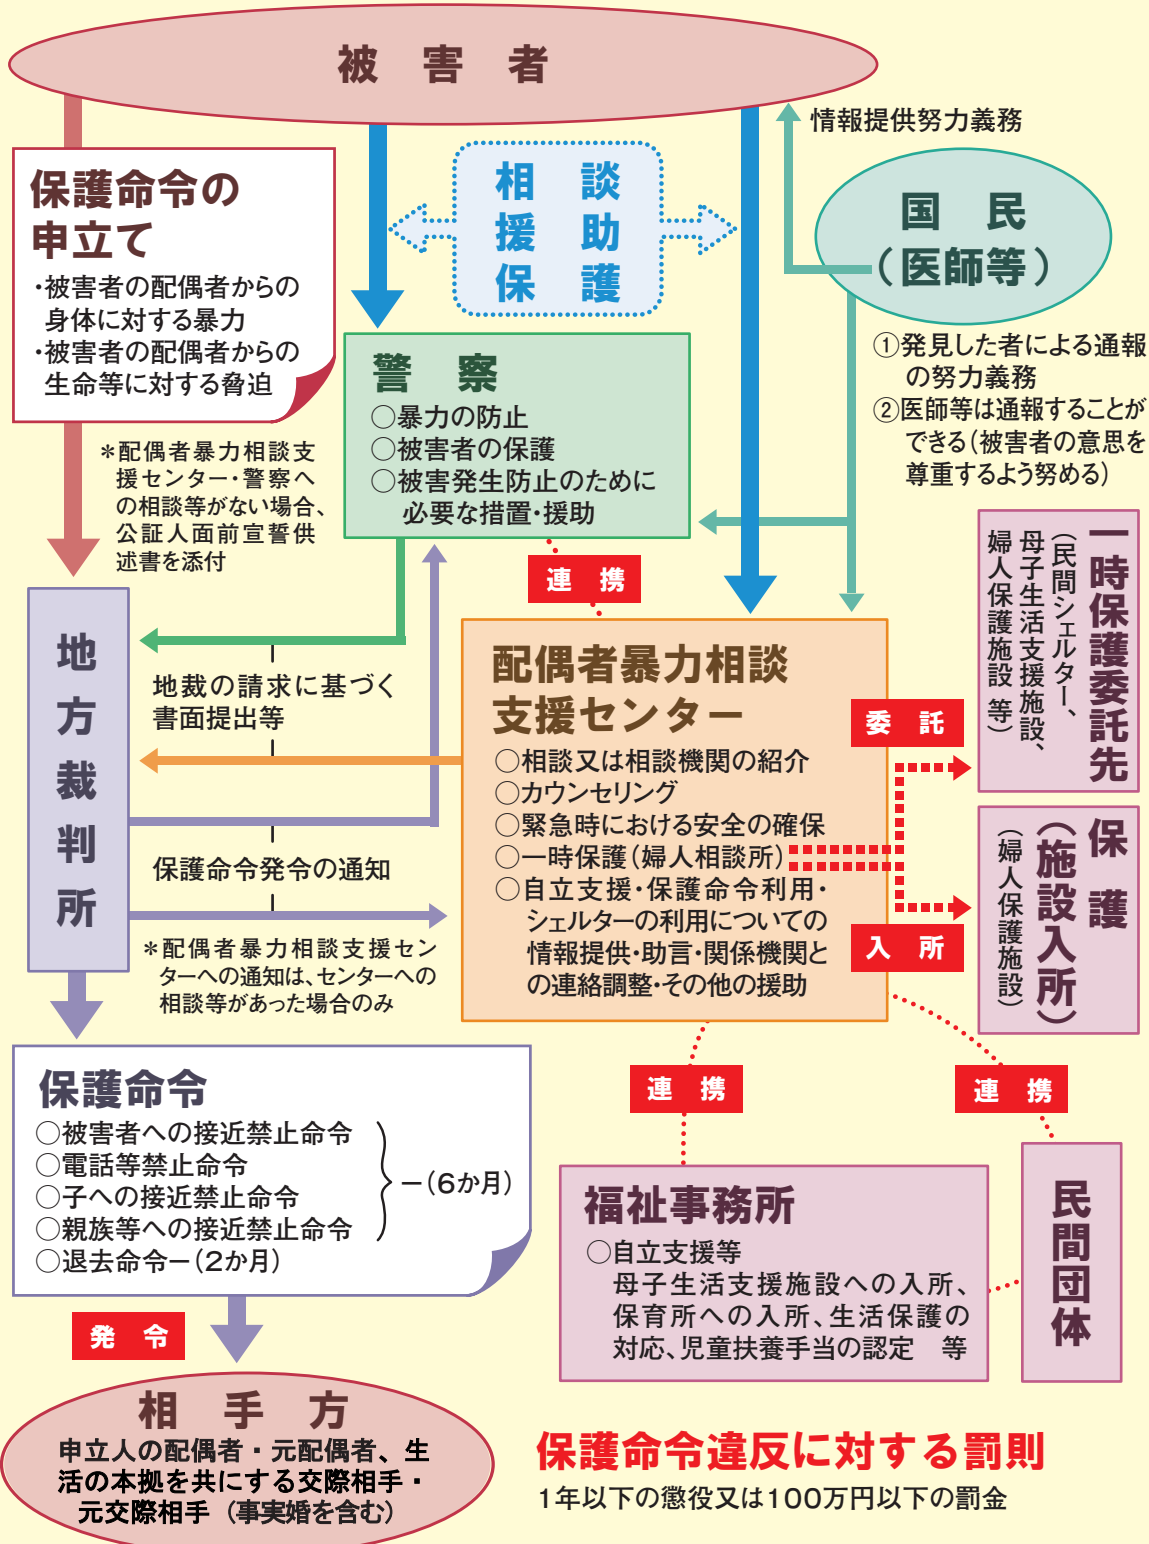 被害者
情報提供努力義務
保護命令の
申立て
・被害者の配偶者からの
身体に対する暴力
・被害者の配偶者からの
生命等に対する脅迫
相談
援助
保護
国民
（医師等）
①発見した者による通報
の努力義務
②医師等は通報することが
できる（被害者の意思を
尊重するよう努める）
警察
○暴力の防止
○被害者の保護
○被害発生防止のために
必要な措置・援助
＊配偶者暴力相談支
援センター・警察へ
の相談等がない場合、
公証人面前宣誓供
述書を添付
連携
地方裁判所
地裁の請求に基づく
書面提出等
保護命令発令の通知
＊配偶者暴力相談支援セン
ターへの通知は、センターへの
相談等があった場合のみ
配偶者暴力相談
支援センター
○相談又は相談機関の紹介
○カウンセリング
○緊急時における安全の確保
○一時保護（婦人相談所）
○自立支援・保護命令利用・
シェルターの利用についての
情報提供・助言・関係機関と
の連絡調整・その他の援助
委託
入所
一時保護委託先
（民間シェルター、
母子生活支援施設、
婦人保護施設 等）
保護
（施設入所）
（婦人保護施設）
連携
連携
保護命令
○被害者への接近禁止命令
○電話等禁止命令
○子への接近禁止命令
○親族等への接近禁止命令
ー（6か月）
○退去命令ー（2か月）
福祉事務所
○自立支援等
母子生活支援施設への入所、
保育所への入所、生活保護の
対応、児童扶養手当の認定　等
民間団体
発令
相手方
申立人の配偶者・元配偶者、生
活の本拠を共にする交際相手・
元交際相手（事実婚を含む）
保護命令違反に対する罰則
1年以下の懲役又は100万円以下の罰金